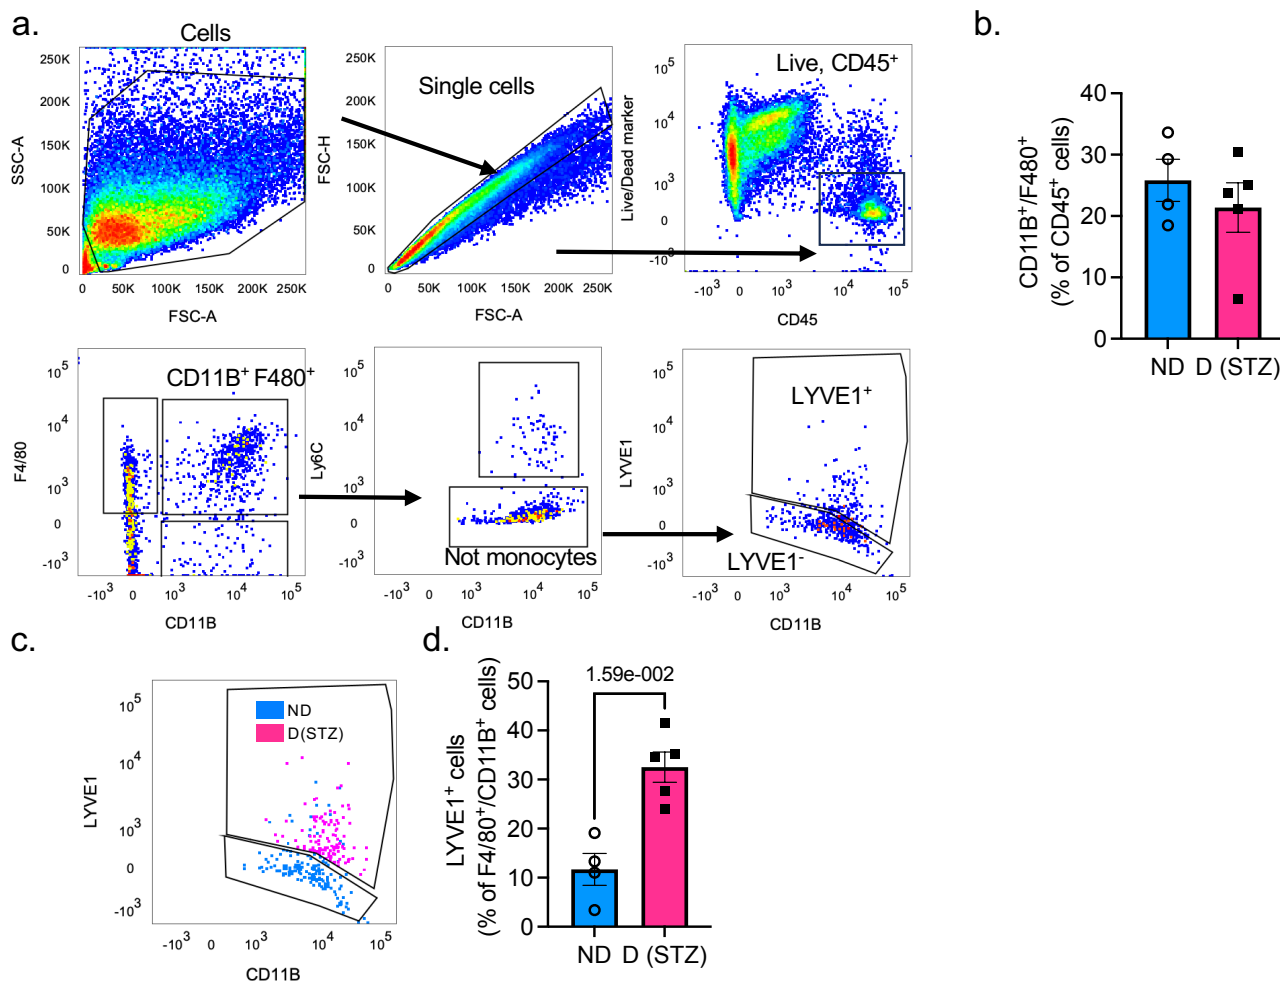 a.
Cells
SSC-A
250K
200K
150K
100K
50K
0
0 50K 100K 150K 200K 250K
FSC-A
Single cells
FSC-H
250K
200K
150K
100K
50K
0
0 50K 100K 150K 200K 250K
FSC-A
Live, CD45⁺
Live/Dead marker
10⁵
10⁴
10³
0
-10³
-10³ 0 10³ 10⁴ 10⁵
CD45
CD11B⁺ F480⁺
F4/80
10⁵
10⁴
10³
0
-10³
-10³ 0 10³ 10⁴ 10⁵
CD11B
Ly6C
10⁵
10⁴
10³
0
-10³
Not monocytes
-10³ 0 10³ 10⁴ 10⁵
CD11B
LYVE1
10⁵
10⁴
10³
0
-10³
LYVE1⁺
LYVE1⁻
-10³ 0 10³ 10⁴ 10⁵
CD11B
b.
CD11B⁺/F480⁺
(% of CD45⁺ cells)
40
30
20
10
0
ND D (STZ)
c.
LYVE1
10⁵
10⁴
10³
0
-10³
ND
D(STZ)
-10³ 0 10³ 10⁴ 10⁵
CD11B
d.
LYVE1⁺ cells
(% of F4/80⁺/CD11B⁺ cells)
50
40
30
20
10
0
1.59e-002
ND D (STZ)